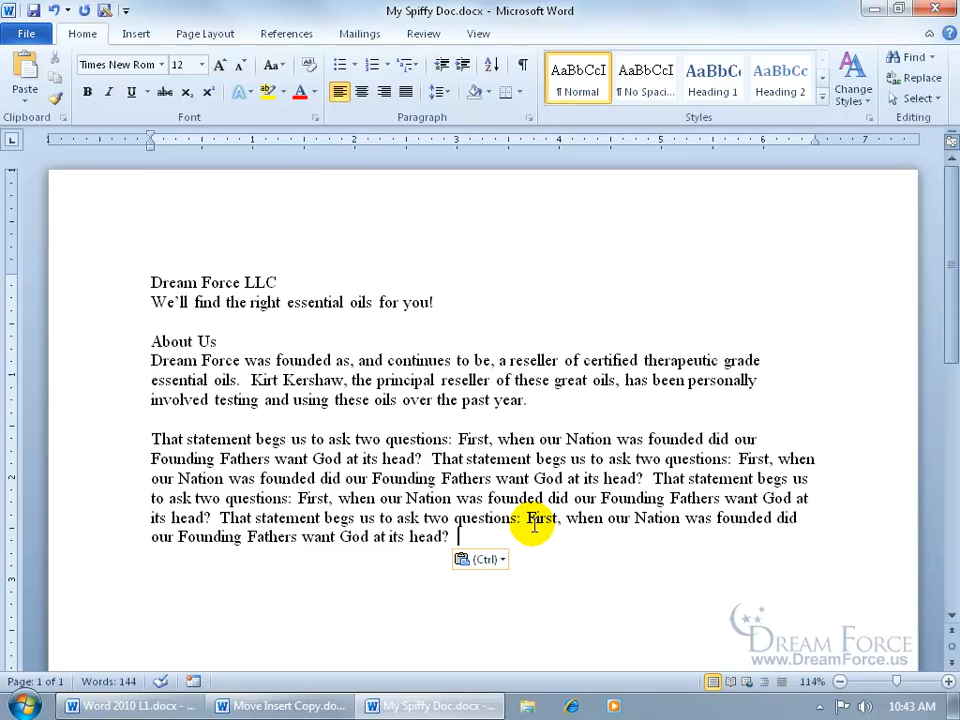 My Spiffy Doc.docx - Microsoft Word
File Home Insert Page Layout References Mailings Review View
Paste
Clipboard
Times New Rom 12
Font
Paragraph
AaBbCcI AaBbCcI AaBbCc AaBbCc
¶ Normal ¶ No Spaci... Heading 1 Heading 2
Change Styles
Styles
Find
Replace
Select
Editing
1 1 2 3 4 5 6 7
Dream Force LLC
We'll find the right essential oils for you!
About Us
Dream Force was founded as, and continues to be, a reseller of certified therapeutic grade
essential oils.  Kirt Kershaw, the principal reseller of these great oils, has been personally
involved testing and using these oils over the past year.
That statement begs us to ask two questions: First, when our Nation was founded did our
Founding Fathers want God at its head?  That statement begs us to ask two questions: First, when
our Nation was founded did our Founding Fathers want God at its head?  That statement begs us
to ask two questions: First, when our Nation was founded did our Founding Fathers want God at
its head?  That statement begs us to ask two questions: First, when our Nation was founded did
our Founding Fathers want God at its head?
(Ctrl)
DREAM FORCE
www.DreamForce.us
Page: 1 of 1 Words: 144 114%
Word 2010 L1.docx - ... Move Insert Copy.docx... My Spiffy Doc.docx -... 10:43 AM